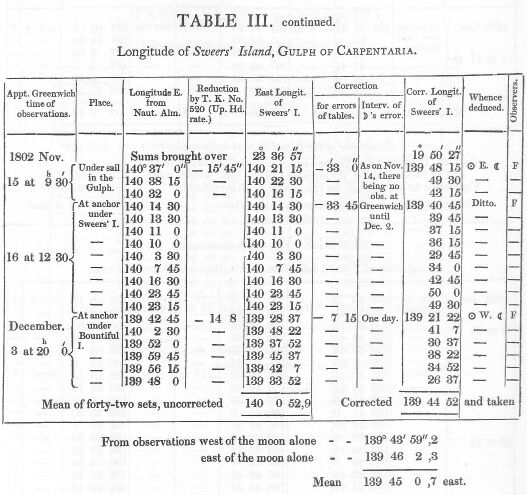 TABLE III. continued.
Longitude of Sweers' Island, GULPH OF CARPENTARIA.
Appt. Greenwich time of observations. Place. Longitude E. from Naut. Alm. Reduction by T. K. No. 520 (Up. Hd. rate.) East Longit. of Sweers' I. Correction for errors of tables. Interv. of ☽'s error. Corr. Longit. of Sweers' I. Whence deduced. Observers.
1802 Nov. Sums brought over 23° 36′ 57″ 19° 50′ 27″
15 at 9h 30′ { Under sail in the Gulph. 140° 37′ 0″ — 15′ 45″ 140 21 15 — 33′ 0″ As on Nov. 14, there being no obs. at Greenwich until Dec. 2. 139 48 15 ☉ E. ☾ F
140 38 15 — 140 22 30 — 49 30 — —
140 32 0 — 140 16 15 — 43 15 — —
16 at 12 30 { At anchor under Sweers' I. 140 14 30 — 140 14 30 — 33 45 139 40 45 Ditto. F
140 13 30 140 13 30 — 39 45 — —
140 11 0 140 11 0 — 37 15 — —
— 140 10 0 140 10 0 — 36 15 — —
— 140 3 30 140 3 30 — 29 45 — —
— 140 7 45 140 7 45 — 34 0 — —
— 140 16 30 140 16 30 — 42 45 — —
— 140 23 45 140 23 45 — 50 0 — —
— 140 23 15 140 23 15 — 49 30 — —
December, 3 at 20h 0′ { At anchor under Bountiful I. 139 42 45 — 14 8 139 28 37 — 7 15 One day. 139 21 22 ☉ W. ☾ F
140 2 30 — 139 48 22 — — 41 7 — —
139 52 0 — 139 37 52 — — 30 37 — —
— 139 59 45 — 139 45 37 — — 38 22 — —
— 139 56 15 — 139 42 7 — — 34 52 — —
— 139 48 0 — 139 33 52 — — 26 37 — —
Mean of forty-two sets, uncorrected 140 0 52,9 Corrected 139 44 52 and taken
From observations west of the moon alone - - 139° 43′ 59″,2
east of the moon alone - - 139 46 2 ,3
Mean 139 45 0 ,7 east.